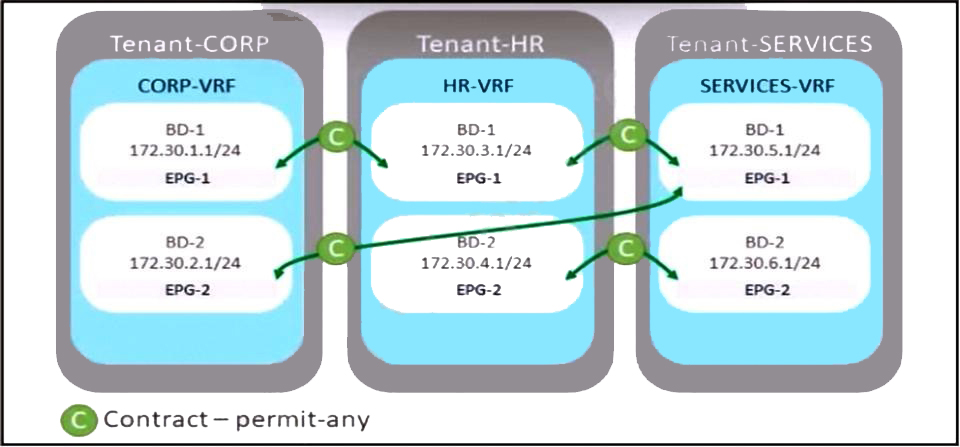 Tenant-CORP
CORP-VRF
BD-1
172.30.1.1/24
EPG-1
BD-2
172.30.2.1/24
EPG-2
C
C
Tenant-HR
HR-VRF
BD-1
172.30.3.1/24
EPG-1
BD-2
172.30.4.1/24
EPG-2
C
C
Tenant-SERVICES
SERVICES-VRF
BD-1
172.30.5.1/24
EPG-1
BD-2
172.30.6.1/24
EPG-2
C Contract – permit-any